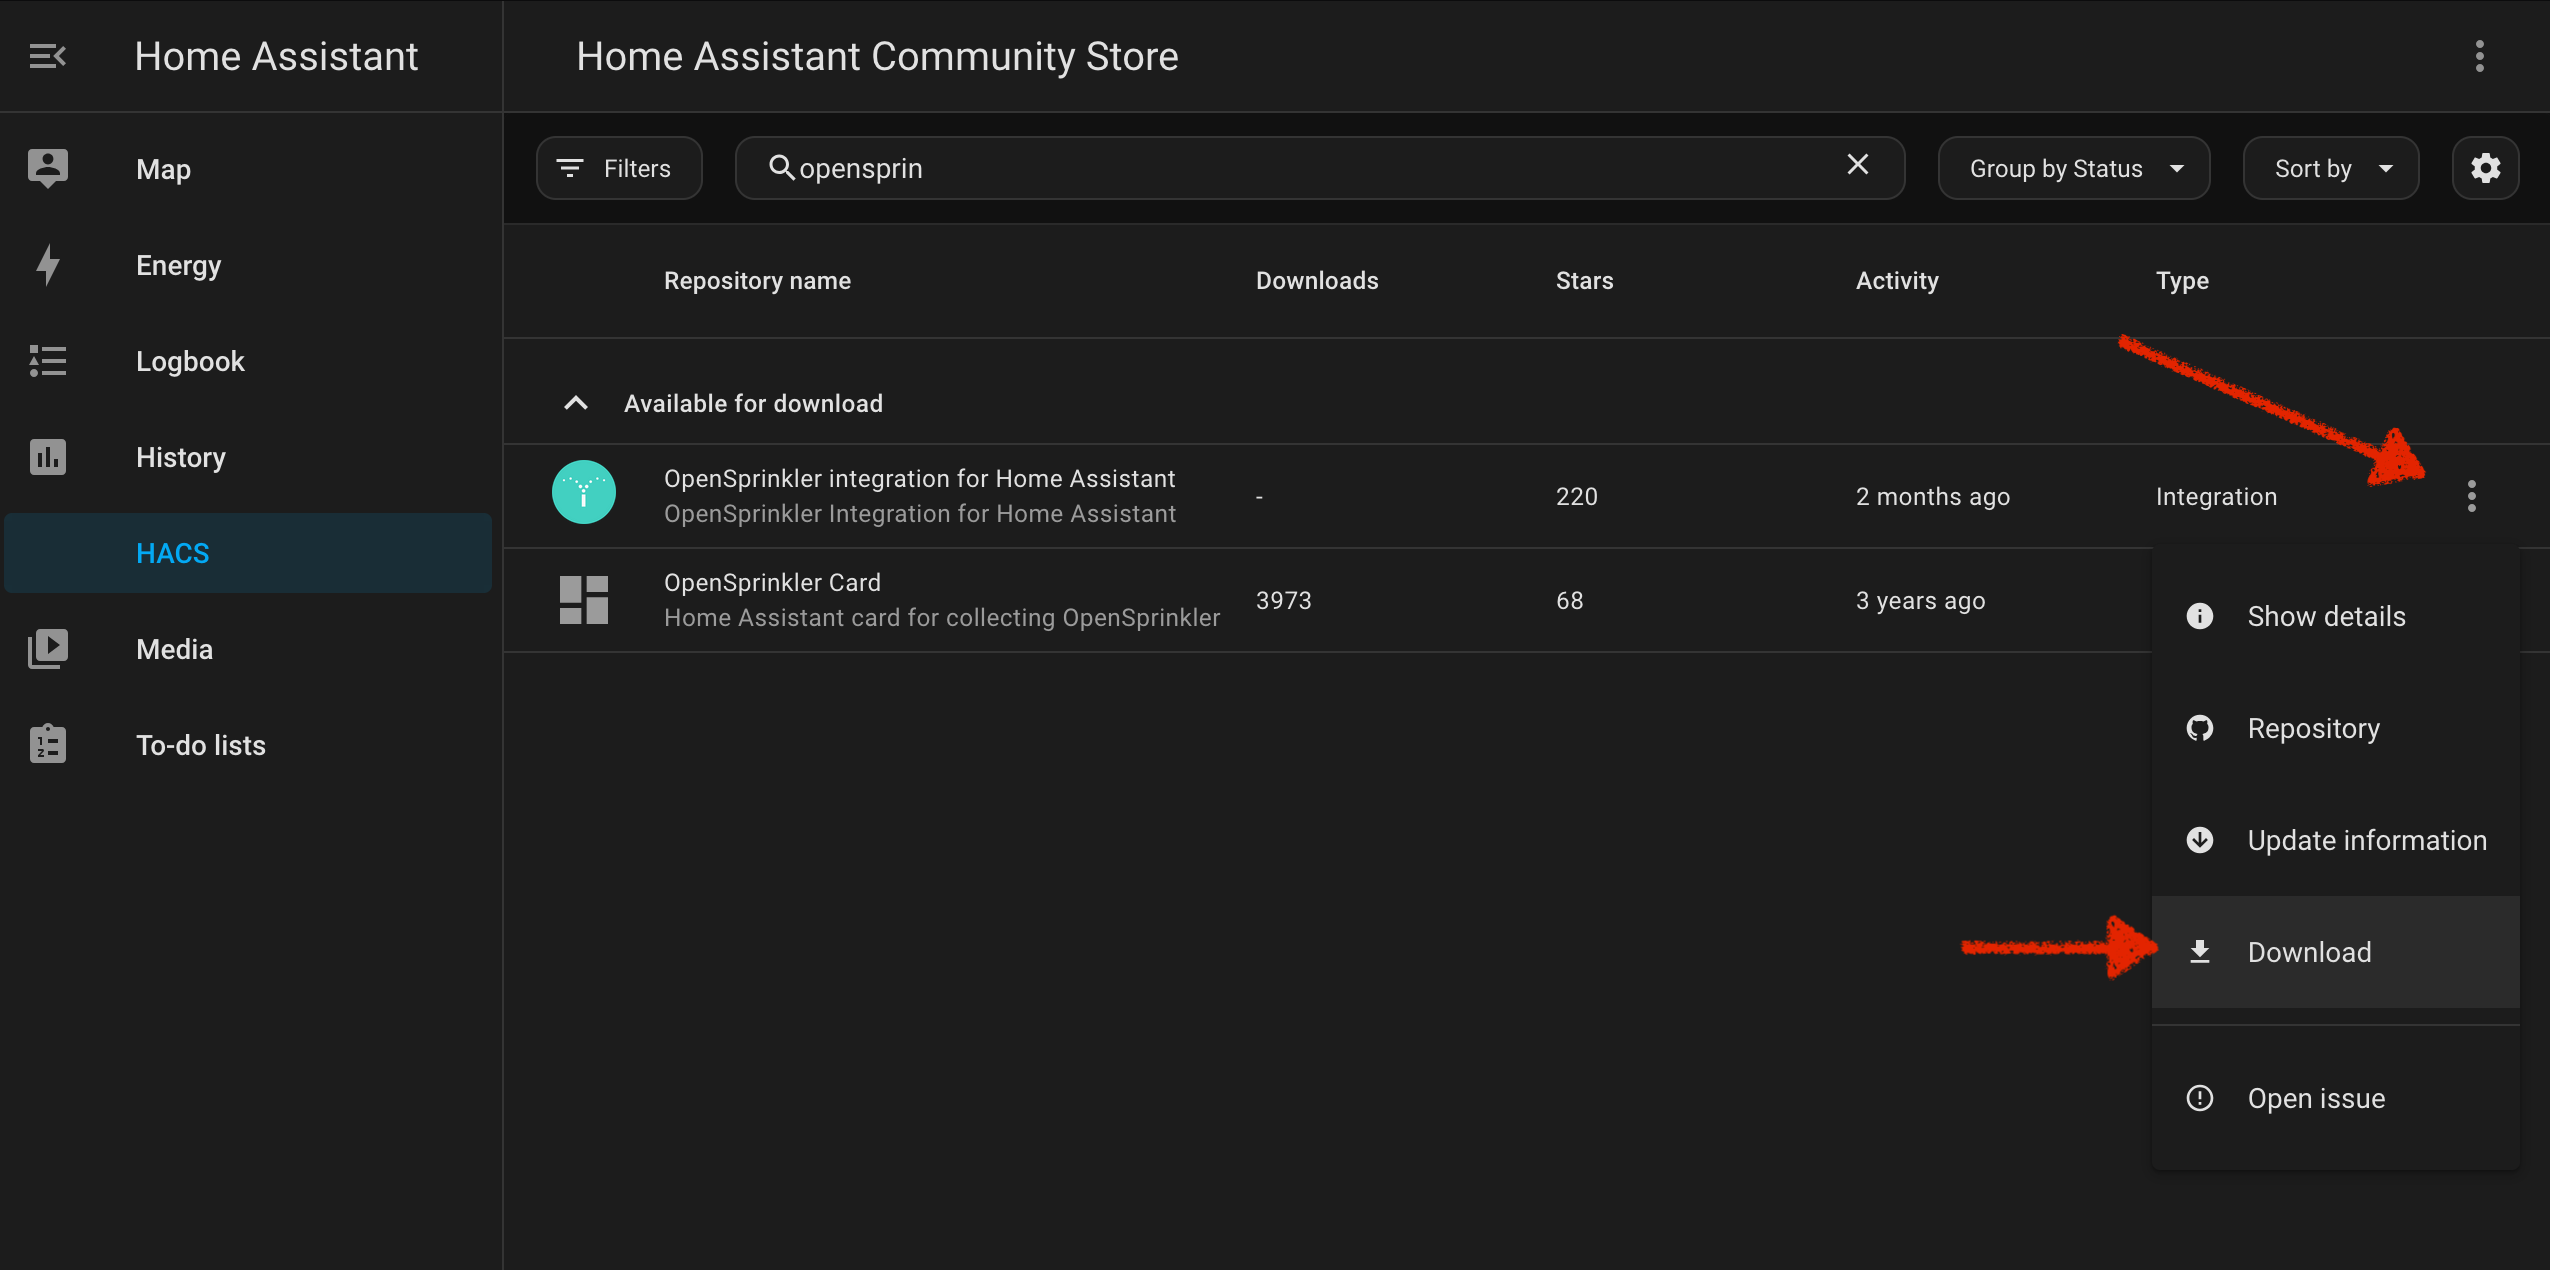 Home Assistant
Home Assistant Community Store
Map
Energy
Logbook
History
HACS
Media
To-do lists
Filters
opensprin
Group by Status
Sort by
Repository name
Downloads
Stars
Activity
Type
Available for download
OpenSprinkler integration for Home Assistant
OpenSprinkler Integration for Home Assistant
-
220
2 months ago
Integration
OpenSprinkler Card
Home Assistant card for collecting OpenSprinkler
3973
68
3 years ago
Show details
Repository
Update information
Download
Open issue